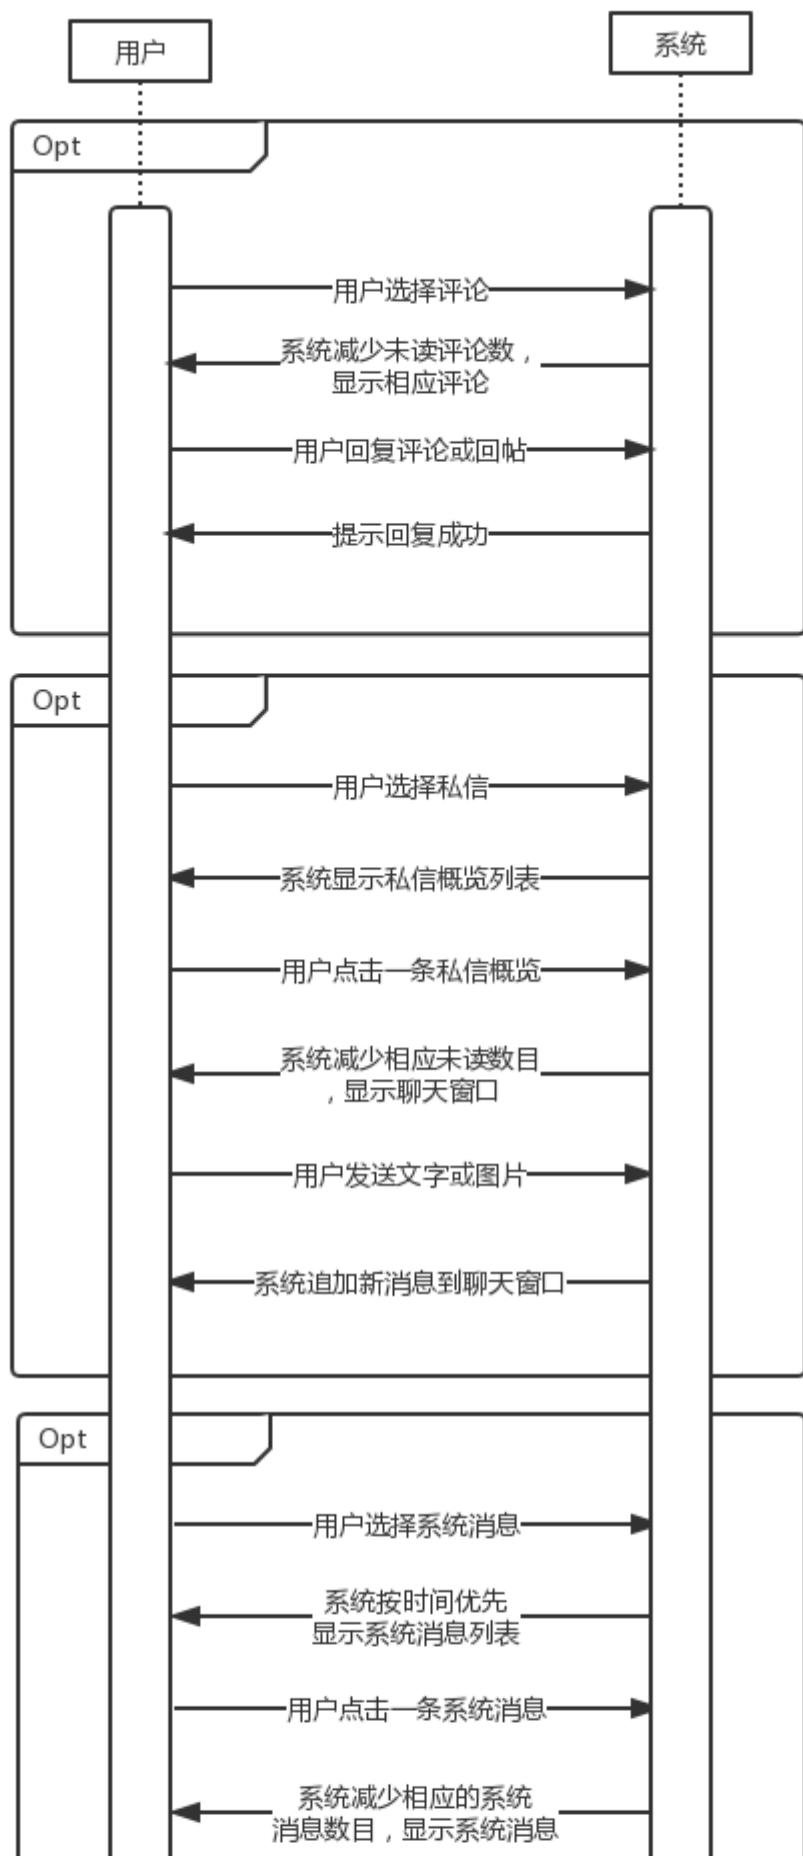 用户
系统
Opt
用户选择评论
系统减少未读评论数，
显示相应评论
用户回复评论或回帖
提示回复成功
Opt
用户选择私信
系统显示私信概览列表
用户点击一条私信概览
系统减少相应未读数目
，显示聊天窗口
用户发送文字或图片
系统追加新消息到聊天窗口
Opt
用户选择系统消息
系统按时间优先
显示系统消息列表
用户点击一条系统消息
系统减少相应的系统
消息数目，显示系统消息